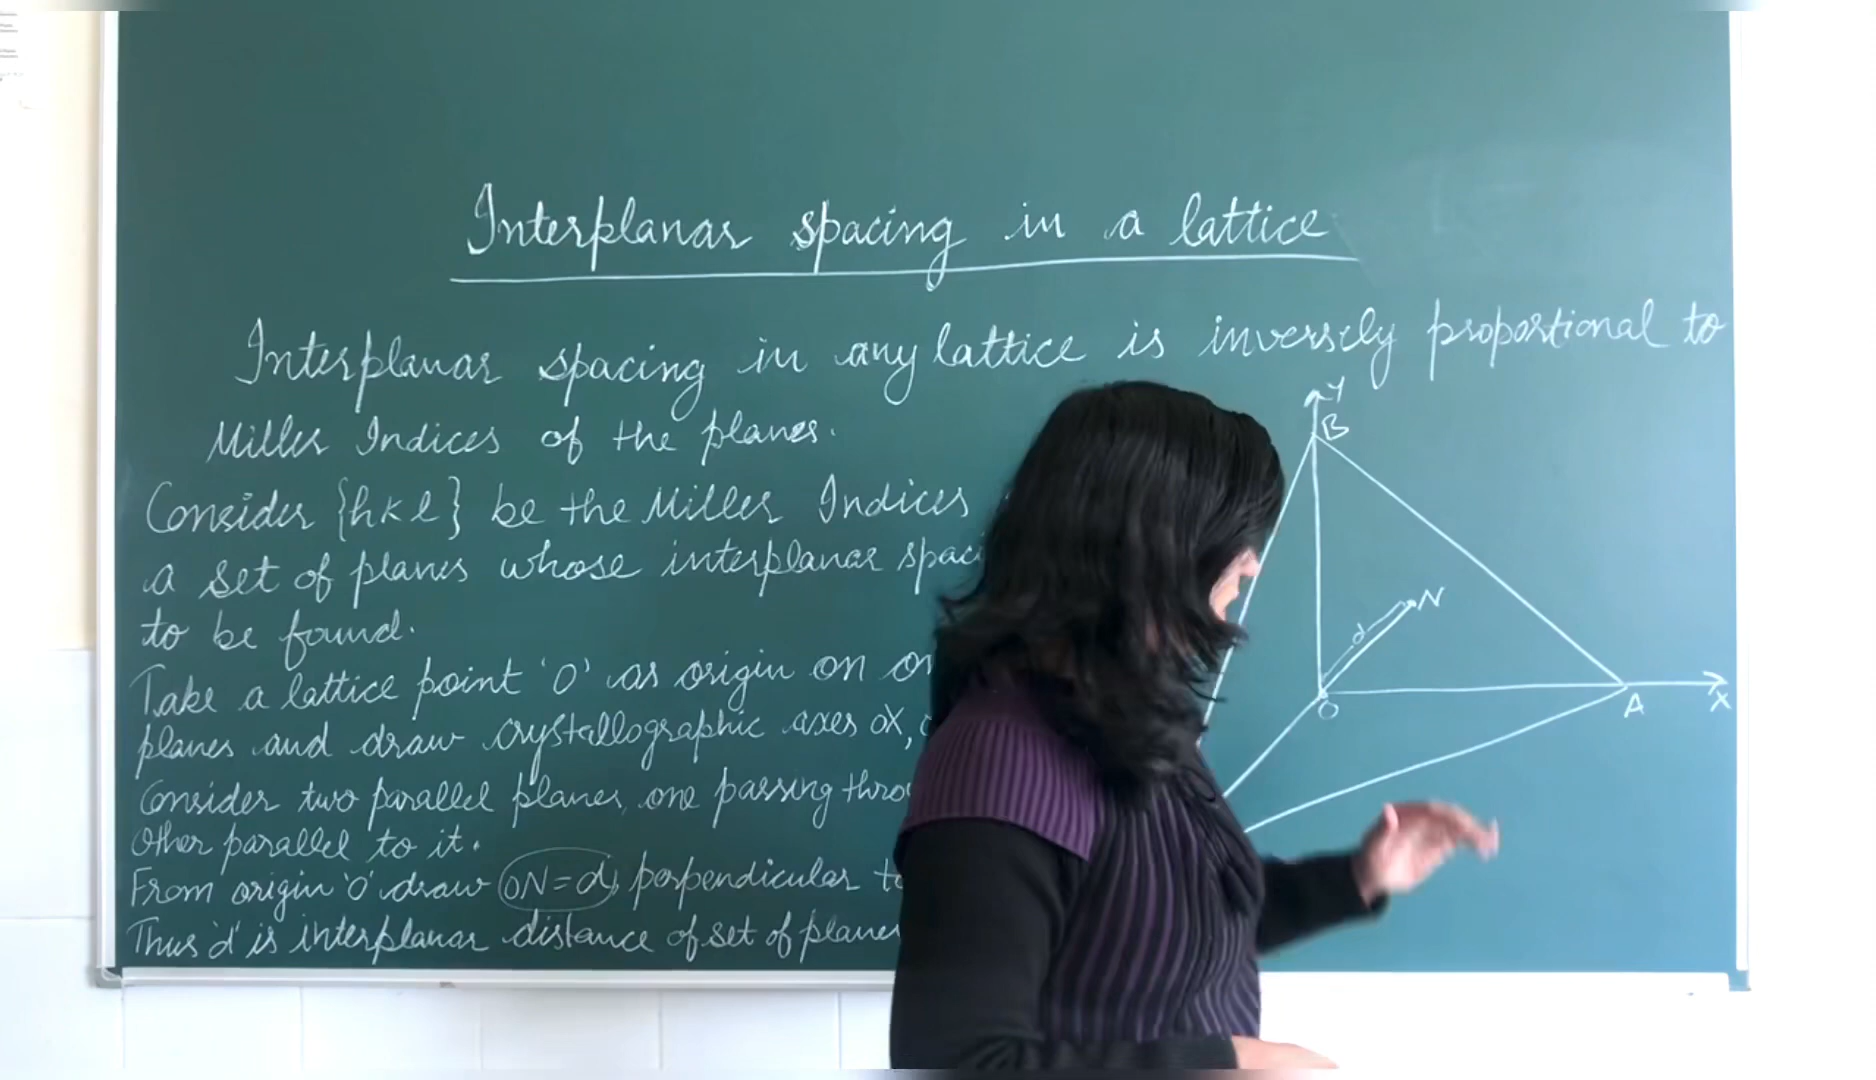 Interplanar spacing in a lattice
Interplanar spacing in any lattice is inversely proportional to
Miller Indices of the planes.
Consider {hkl} be the Miller Indices
a set of planes whose interplanar spaci
to be found.
Take a lattice point 'O' as origin on on
planes and draw crystallographic axes OX,
Consider two parallel planes, one passing thro
Other parallel to it.
From origin 'O' draw ON=d, perpendicular to
Thus 'd' is interplanar distance of set of planes
Y
B
N
d
O
A
X